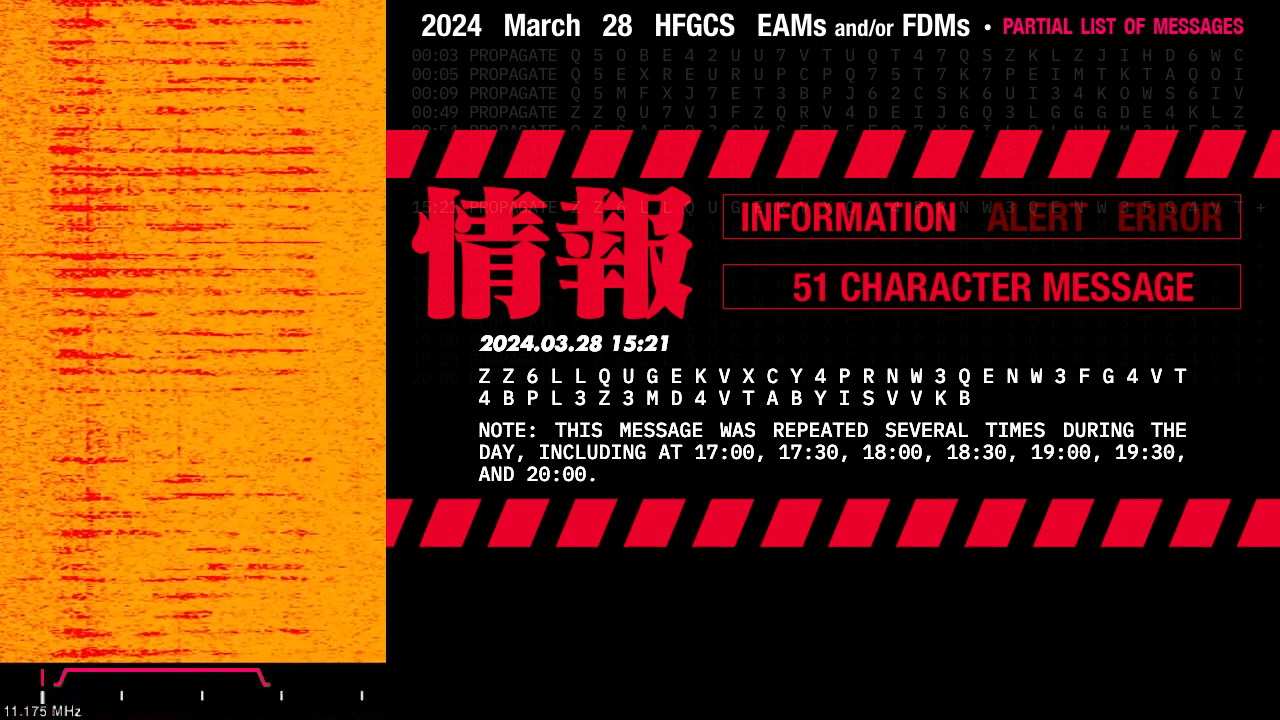 2024 March 28 HFGCS EAMs and/or FDMs • PARTIAL LIST OF MESSAGES
00:03 PROPAGATE Q 5 O B E 4 2 U U 7 V T U Q T 4 7 Q S Z K L Z J I H D 6 W C
00:05 PROPAGATE Q 5 E X R E U R U P C P Q 7 5 T 7 K 7 P E I M T K T A Q O I
00:09 PROPAGATE Q 5 M F X J 7 E T 3 B P J 6 2 C S K 6 U I 3 4 K O W S 6 I V
00:49 PROPAGATE Z Z Q U 7 V J F Z Q R V 4 D E I J G Q 3 L G G G D E 4 K L Z
情報
INFORMATION ALERT ERROR
51 CHARACTER MESSAGE
2024.03.28 15:21
Z Z 6 L L Q U G E K V X C Y 4 P R N W 3 Q E N W 3 F G 4 V T
4 B P L 3 Z 3 M D 4 V T A B Y I S V V K B
NOTE: THIS MESSAGE WAS REPEATED SEVERAL TIMES DURING THE
DAY, INCLUDING AT 17:00, 17:30, 18:00, 18:30, 19:00, 19:30,
AND 20:00.
11.175 MHz